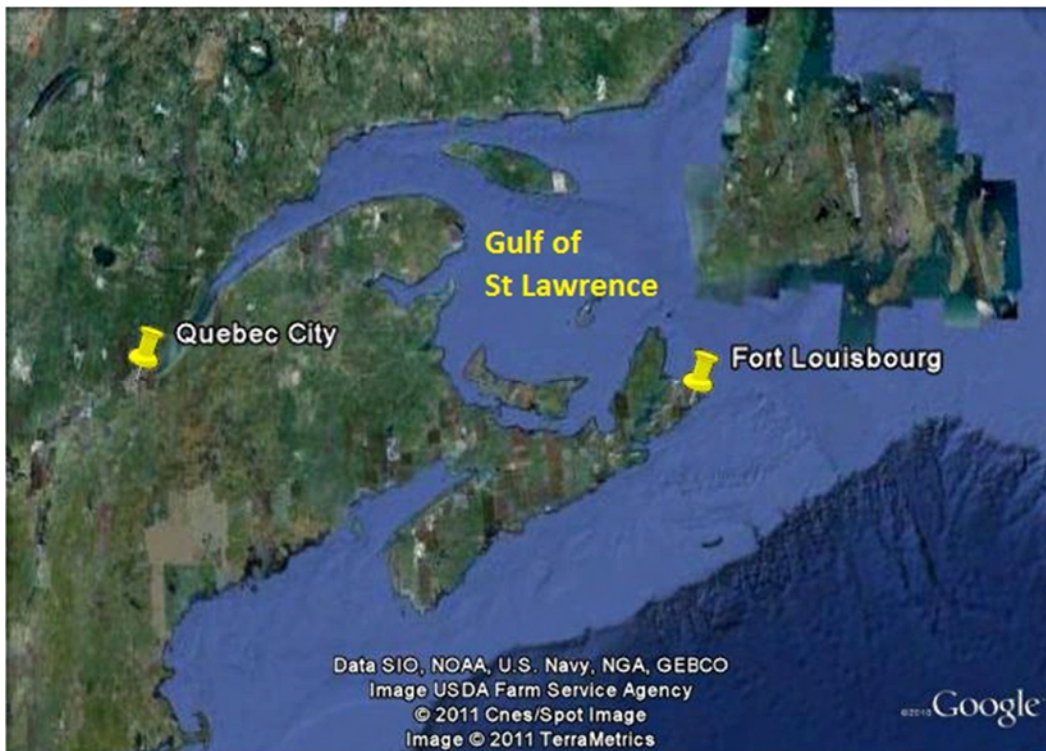 Gulf of
St Lawrence
Quebec City
Fort Louisbourg
Data SIO, NOAA, U.S. Navy, NGA, GEBCO
Image USDA Farm Service Agency
© 2011 Cnes/Spot Image
Image © 2011 TerraMetrics
©2010 Google